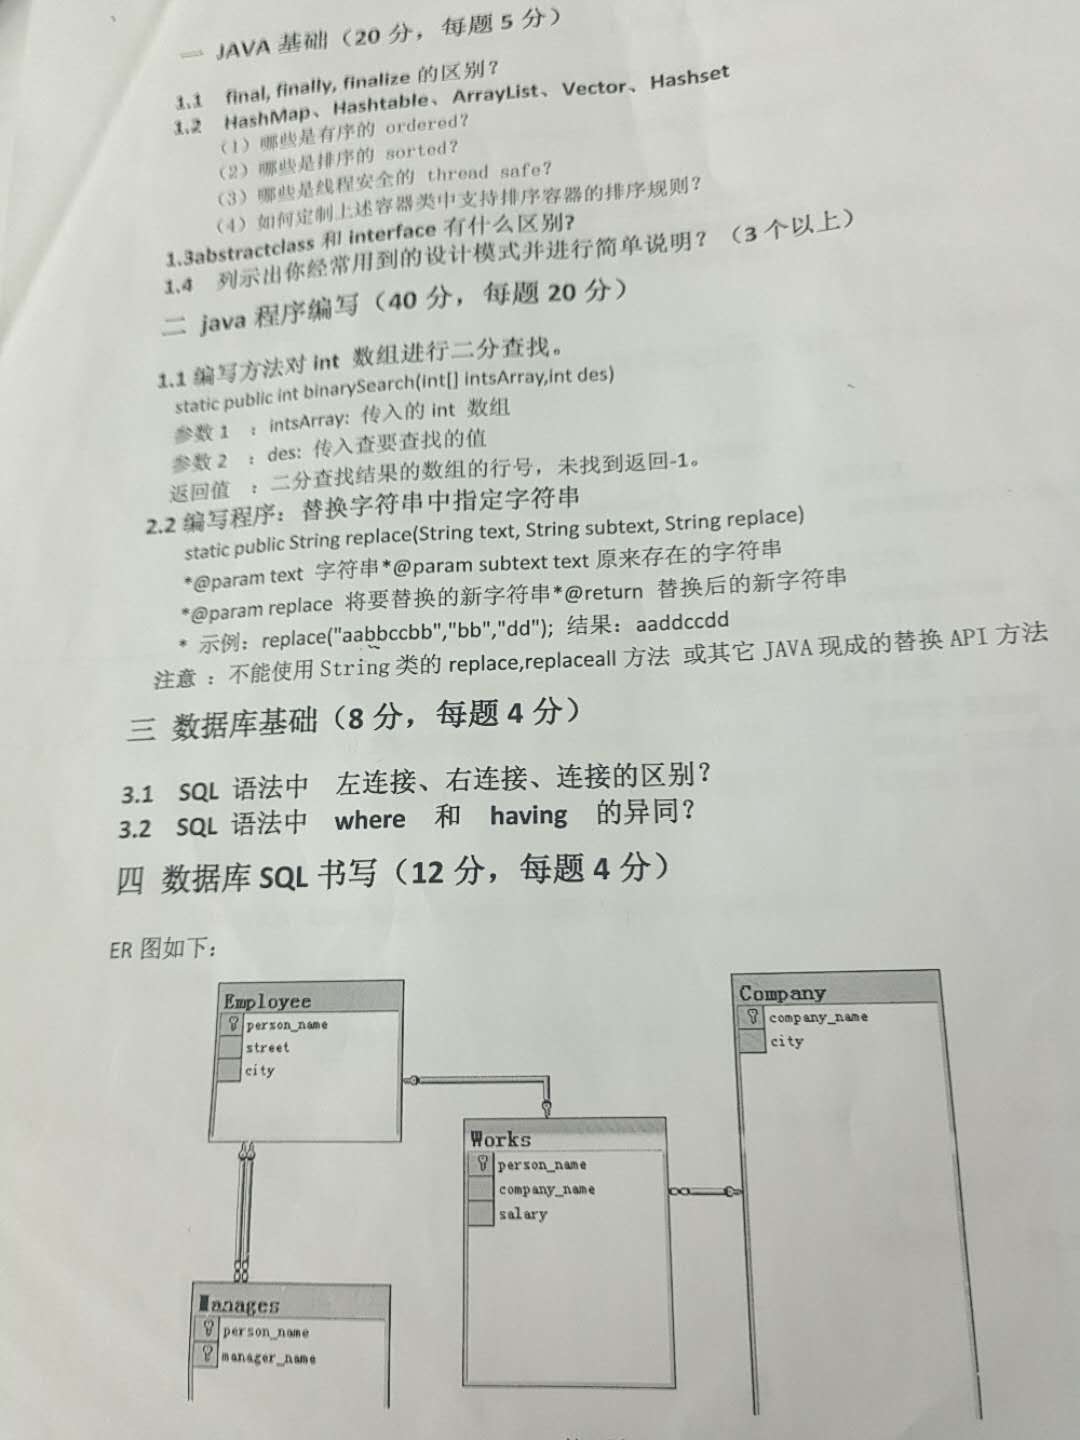 一 JAVA 基础（20 分，每题 5 分）
1.1 final, finally, finalize 的区别？
1.2 HashMap、Hashtable、ArrayList、Vector、Hashset
（1）哪些是有序的 ordered？
（2）哪些是排序的 sorted？
（3）哪些是线程安全的 thread safe？
（4）如何定制上述容器类中支持排序容器的排序规则？
1.3abstractclass 和 interface 有什么区别？
1.4 列示出你经常用到的设计模式并进行简单说明？（3 个以上）
二 java 程序编写（40 分，每题 20 分）
1.1 编写方法对 int 数组进行二分查找。
static public int binarySearch(int[] intsArray,int des)
参数 1 ：intsArray: 传入的 int 数组
参数 2 ：des: 传入查要查找的值
返回值 ：二分查找结果的数组的行号，未找到返回-1。
2.2 编写程序：替换字符串中指定字符串
static public String replace(String text, String subtext, String replace)
*@param text 字符串*@param subtext text 原来存在的字符串
*@param replace 将要替换的新字符串*@return 替换后的新字符串
* 示例：replace("aabbccbb","bb","dd"); 结果：aaddccdd
注意 ：不能使用 String 类的 replace,replaceall 方法 或其它 JAVA 现成的替换 API 方法
三 数据库基础（8 分，每题 4 分）
3.1 SQL 语法中 左连接、右连接、连接的区别？
3.2 SQL 语法中 where 和 having 的异同？
四 数据库 SQL 书写（12 分，每题 4 分）
ER 图如下：
Employee
person_name
street
city
Company
company_name
city
Works
person_name
company_name
salary
Manages
person_name
manager_name